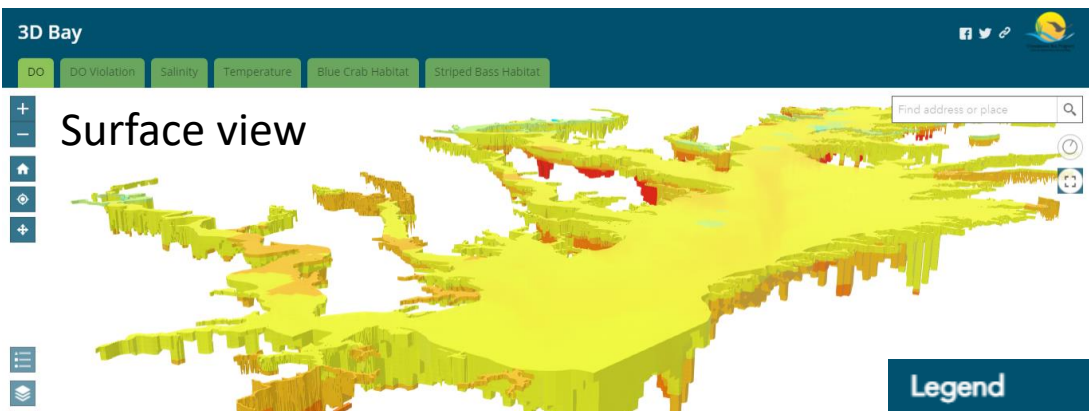 3D Bay
DO
DO Violation
Salinity
Temperature
Blue Crab Habitat
Striped Bass Habitat
Surface view
Find address or place
Legend